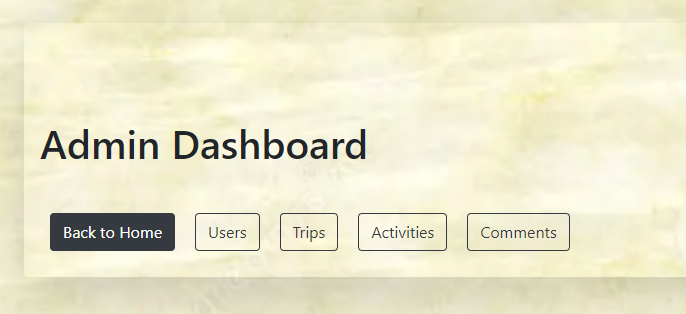 Admin Dashboard
Back to Home Users Trips Activities Comments